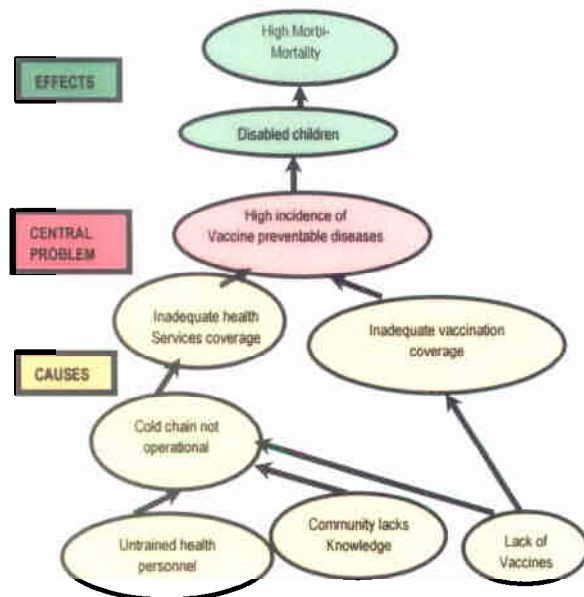 High Morbi-
Mortality
EFFECTS
Disabled children
High incidence of
Vaccine preventable diseases
CENTRAL
PROBLEM
Inadequate health
Services coverage
Inadequate vaccination
coverage
CAUSES
Cold chain not
operational
Community lacks
Knowledge
Untrained health
personnel
Lack of
Vaccines